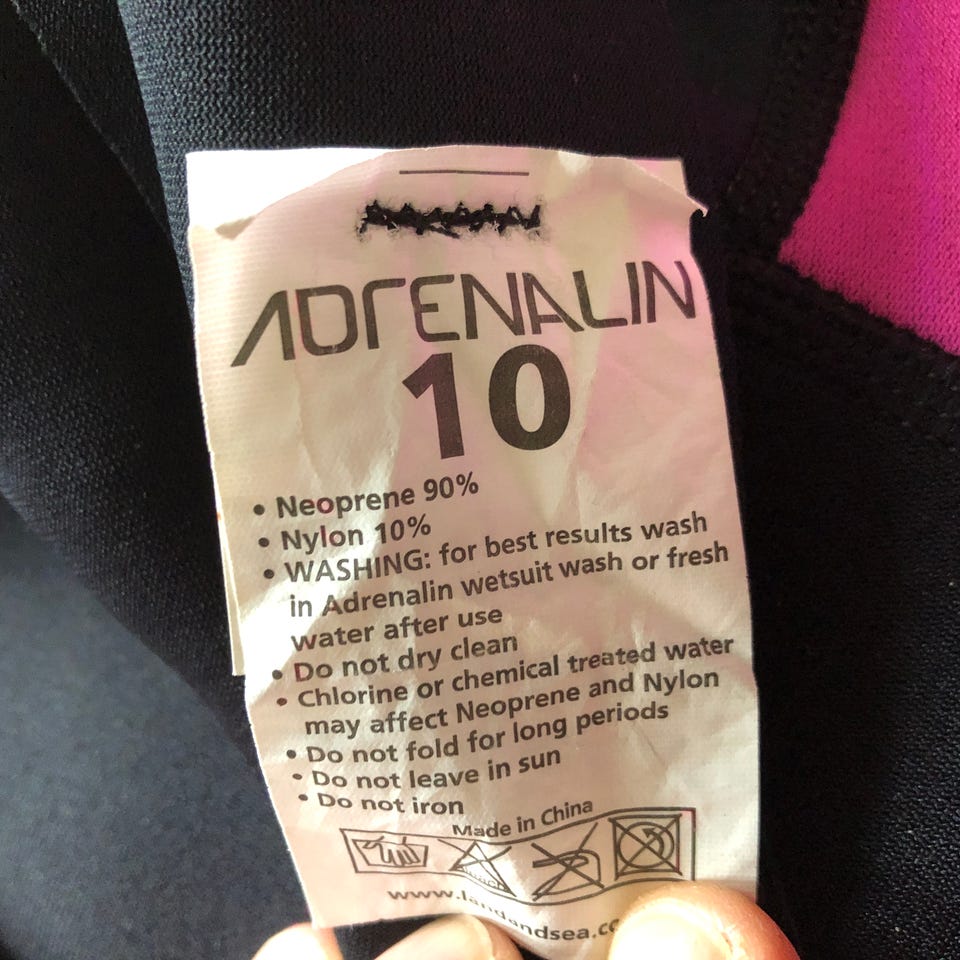 ADRENALIN
10
• Neoprene 90%
• Nylon 10%
• WASHING: for best results wash
in Adrenalin wetsuit wash or fresh
water after use
• Do not dry clean
• Chlorine or chemical treated water
may affect Neoprene and Nylon
• Do not fold for long periods
• Do not leave in sun
• Do not iron
Made in China
www.landandsea.c